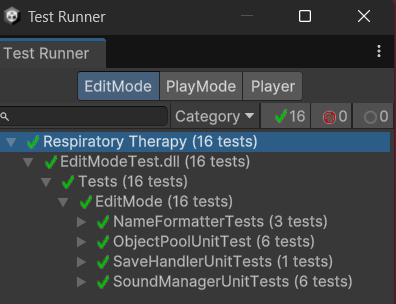 Test Runner
Test Runner
EditMode PlayMode Player
Category 16 0 0
Respiratory Therapy (16 tests)
EditModeTest.dll (16 tests)
Tests (16 tests)
EditMode (16 tests)
NameFormatterTests (3 tests)
ObjectPoolUnitTest (6 tests)
SaveHandlerUnitTests (1 tests)
SoundManagerUnitTests (6 tests)